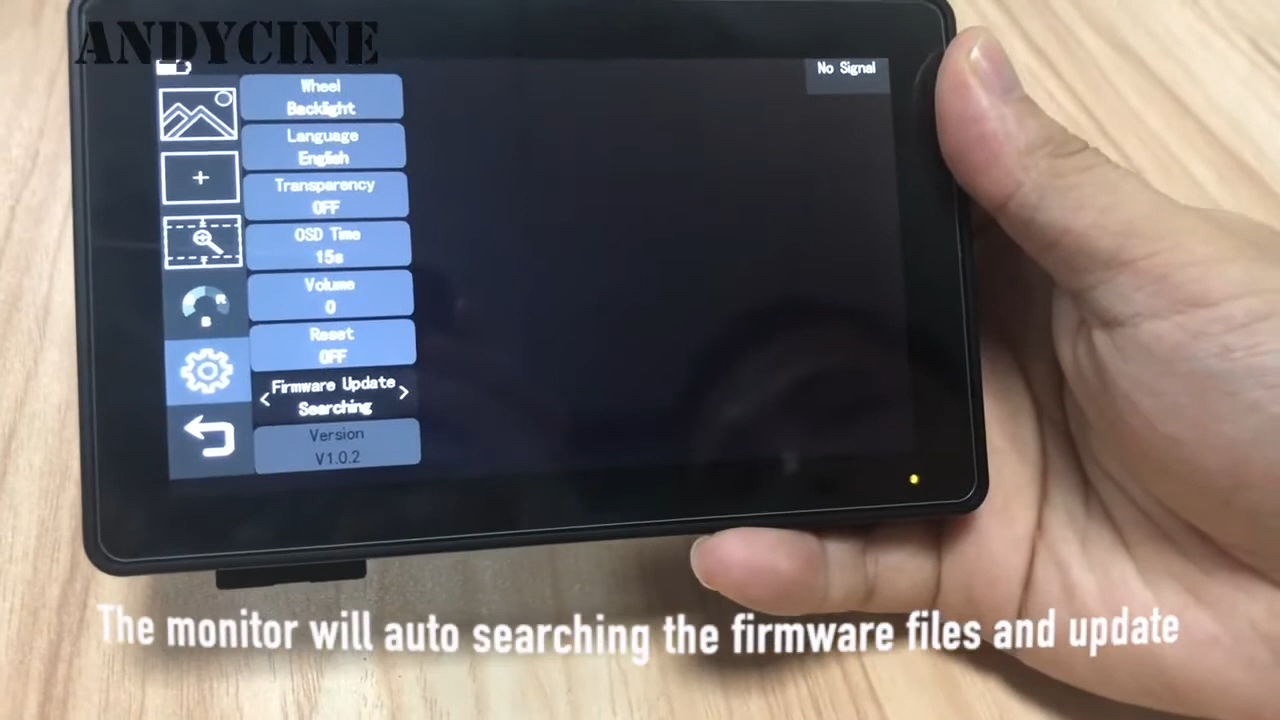 ANDYCINE
No Signal
Wheel
Backlight
Language
English
Transparency
OFF
OSD Time
15s
Volume
0
Reset
OFF
< Firmware Update >
Searching
Version
V1.0.2
R
B
The monitor will auto searching the firmware files and update